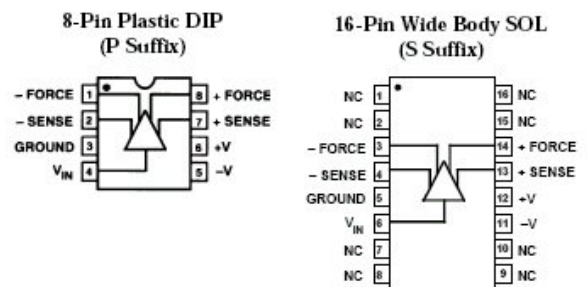 8-Pin Plastic DIP
(P Suffix)
– FORCE 1 8 + FORCE
– SENSE 2 7 + SENSE
GROUND 3 6 +V
VIN 4 5 –V
16-Pin Wide Body SOL
(S Suffix)
NC 1 16 NC
NC 2 15 NC
– FORCE 3 14 + FORCE
– SENSE 4 13 + SENSE
GROUND 5 12 +V
VIN 6 11 –V
NC 7 10 NC
NC 8 9 NC